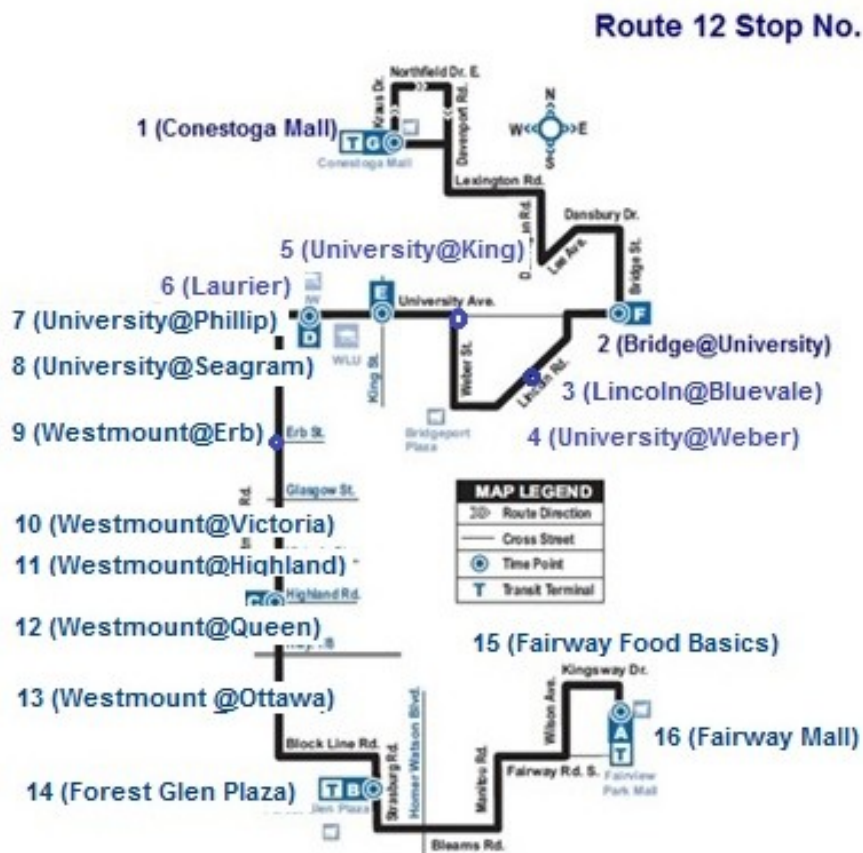 Route 12 Stop No.
Northfield Dr. E.
Kraus Dr.
Davenport Rd.
N
W E
S
1 (Conestoga Mall)
T G
Conestoga Mall
Lexington Rd.
Dansbury Dr.
Rd.
Lee Ave.
Bridge St.
5 (University@King)
6 (Laurier)
E
University Ave.
F
7 (University@Phillip)
D
WLU
2 (Bridge@University)
8 (University@Seagram)
King St.
Weber St.
Lincoln Rd.
3 (Lincoln@Bluevale)
9 (Westmount@Erb)
Erb St.
Bridgeport
Plaza
4 (University@Weber)
Glasgow St.
Rd.
MAP LEGEND
Route Direction
Cross Street
Time Point
T Transit Terminal
10 (Westmount@Victoria)
11 (Westmount@Highland)
Highland Rd.
12 (Westmount@Queen)
15 (Fairway Food Basics)
Kingsway Dr.
13 (Westmount @Ottawa)
Homer Watson Blvd.
Wilson Ave.
A
T
16 (Fairway Mall)
Block Line Rd.
Strasburg Rd.
Manitou Rd.
Fairway Rd. S.
Fairview
Park Mall
14 (Forest Glen Plaza)
T B
Glen Plaza
Bleams Rd.